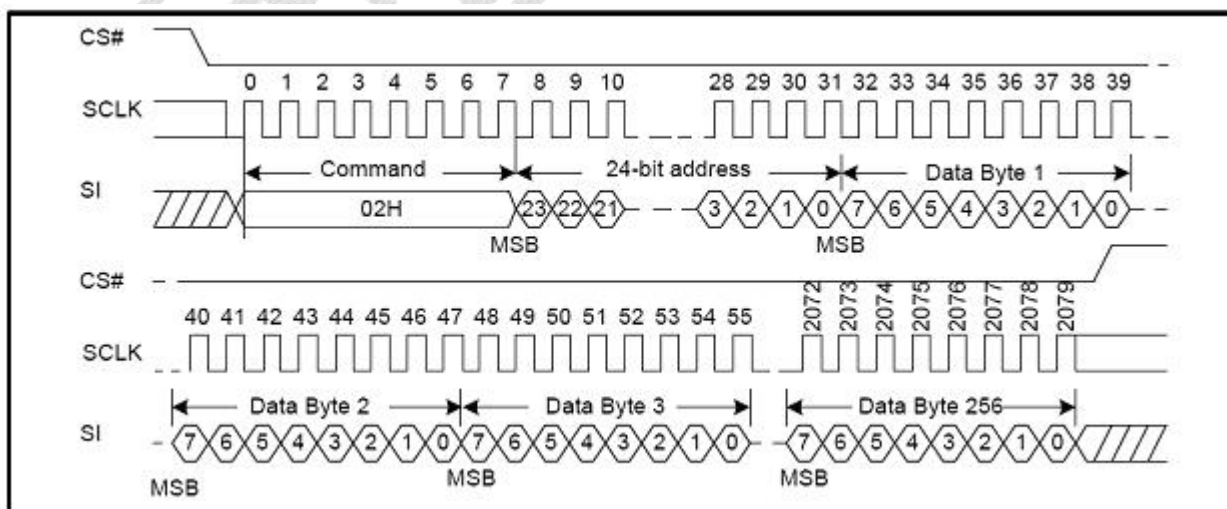 CS#
0 1 2 3 4 5 6 7 8 9 10 28 29 30 31 32 33 34 35 36 37 38 39
SCLK
Command 24-bit address Data Byte 1
SI 02H 23 22 21 3 2 1 0 7 6 5 4 3 2 1 0
MSB MSB
CS#
40 41 42 43 44 45 46 47 48 49 50 51 52 53 54 55 2072 2073 2074 2075 2076 2077 2078 2079
SCLK
Data Byte 2 Data Byte 3 Data Byte 256
SI 7 6 5 4 3 2 1 0 7 6 5 4 3 2 1 0 7 6 5 4 3 2 1 0
MSB MSB MSB